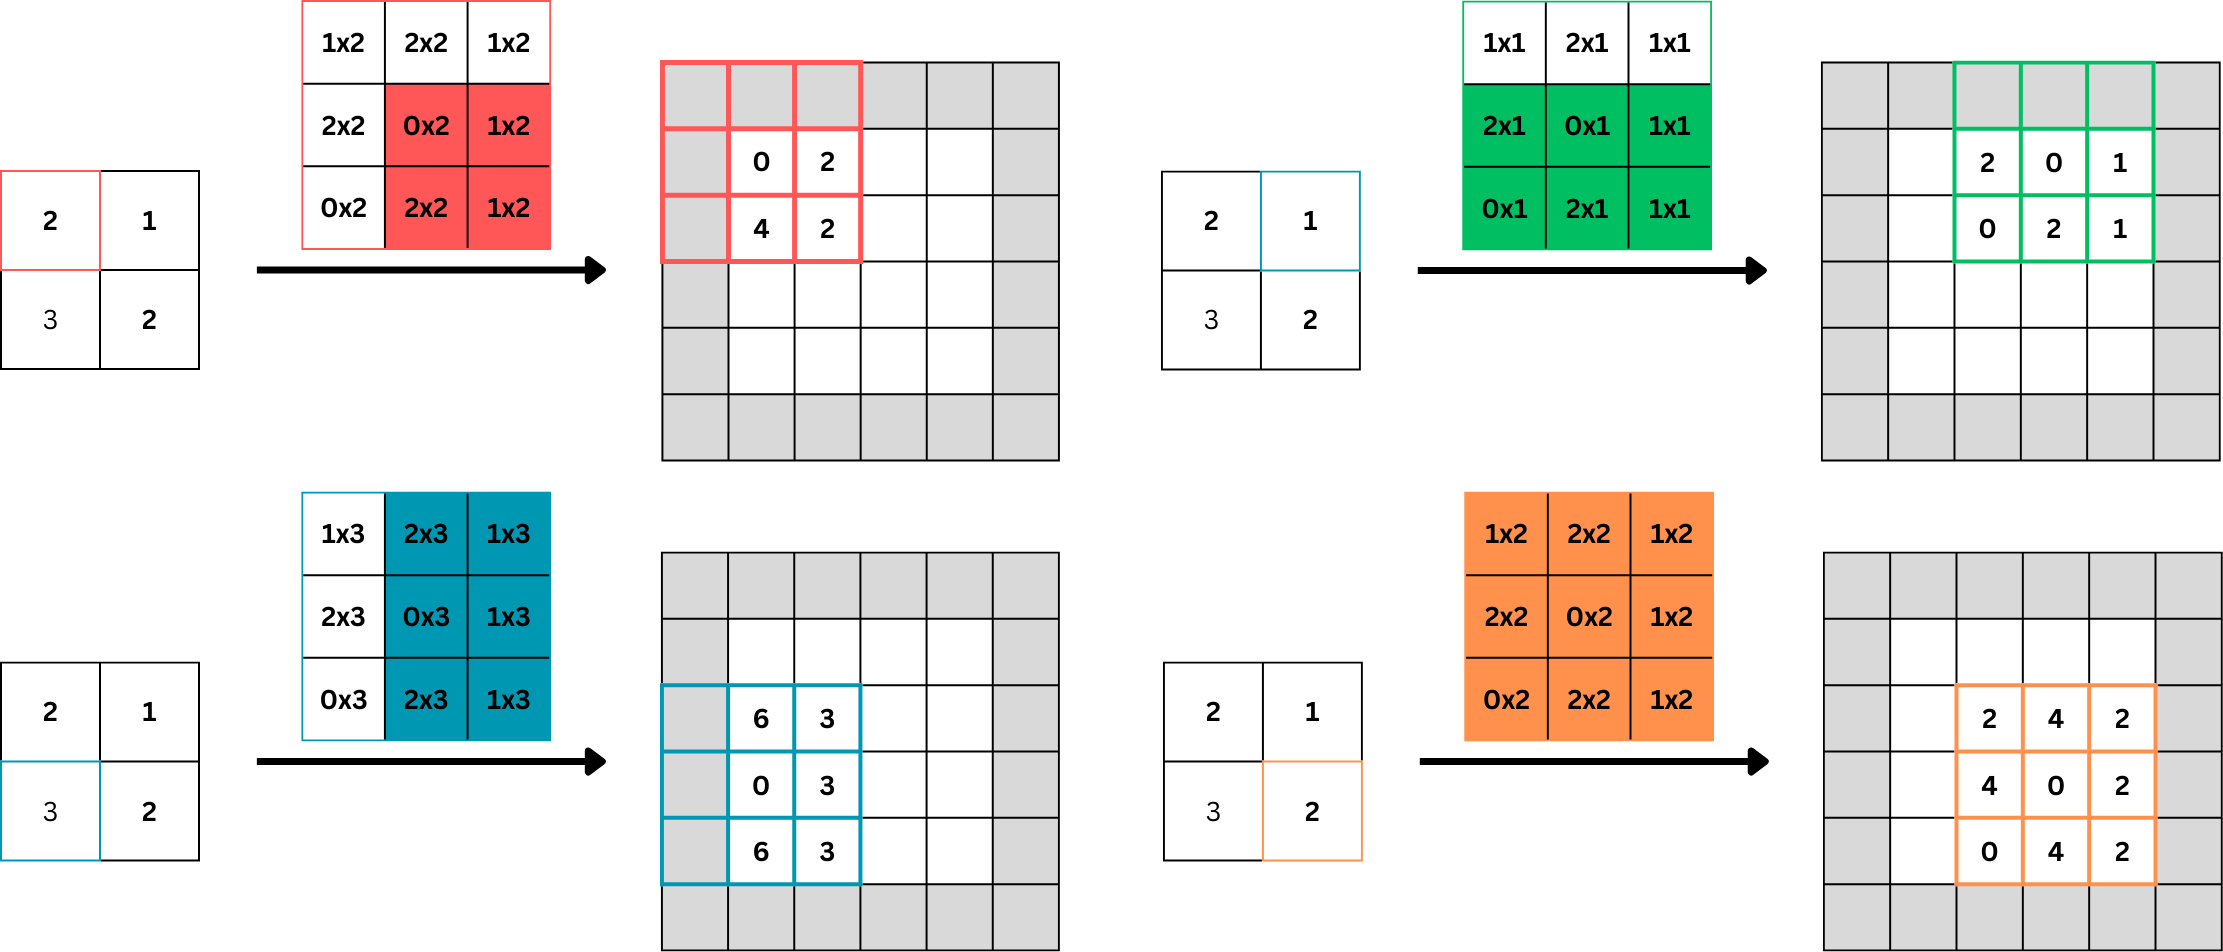 1x2 2x2 1x2
2x2 0x2 1x2
0x2 2x2 1x2
2 1
3 2
0 2
4 2
1x1 2x1 1x1
2x1 0x1 1x1
0x1 2x1 1x1
2 1
3 2
2 0 1
0 2 1
1x3 2x3 1x3
2x3 0x3 1x3
0x3 2x3 1x3
2 1
3 2
6 3
0 3
6 3
1x2 2x2 1x2
2x2 0x2 1x2
0x2 2x2 1x2
2 1
3 2
2 4 2
4 0 2
0 4 2